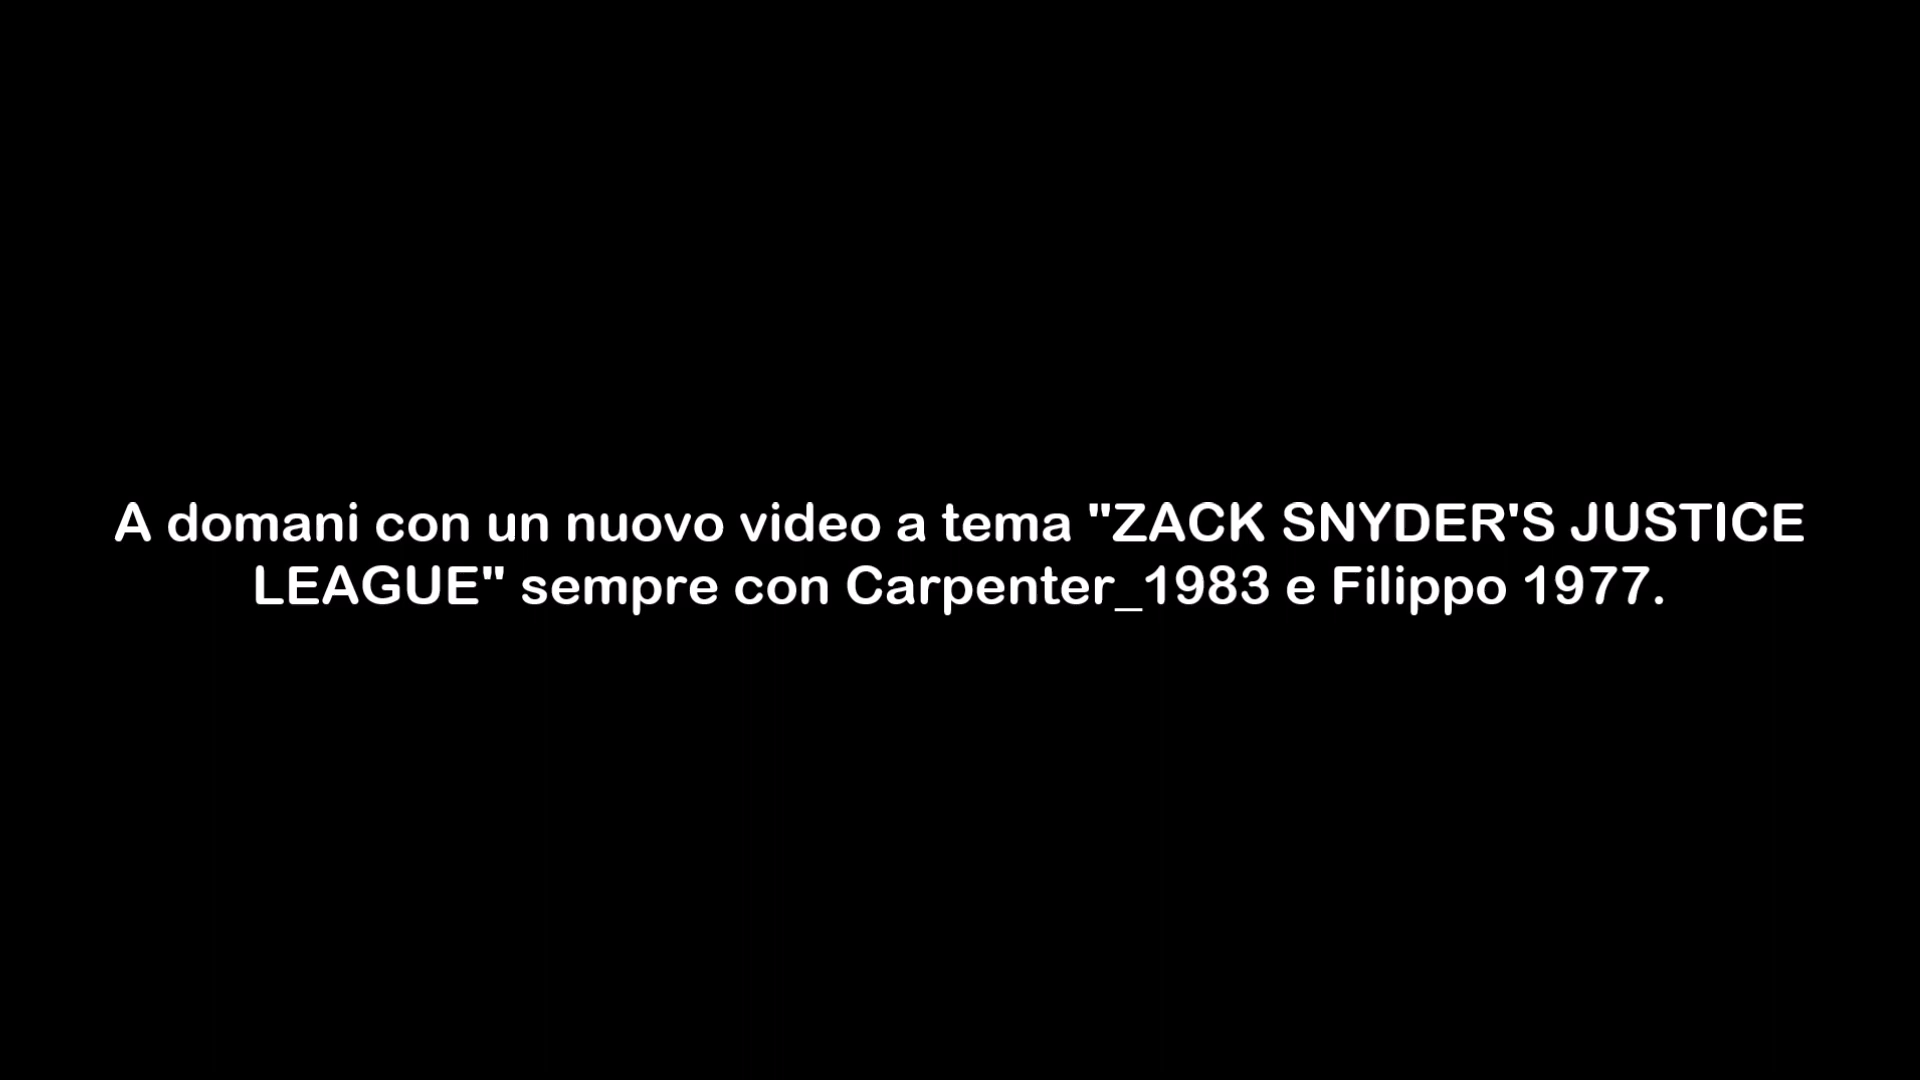 A domani con un nuovo video a tema "ZACK SNYDER'S JUSTICE
LEAGUE" sempre con Carpenter_1983 e Filippo 1977.